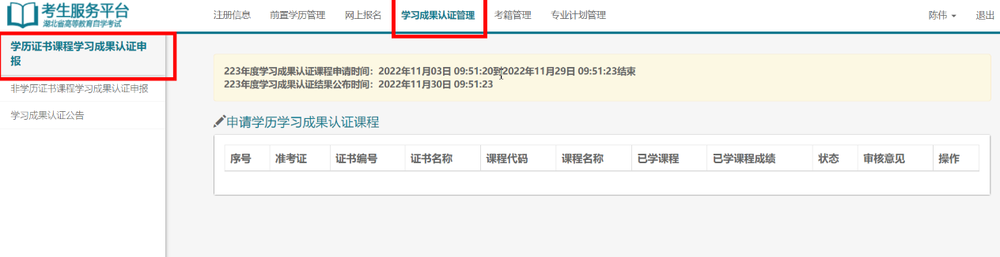 考生服务平台
湖北省高等教育自学考试
注册信息 前置学历管理 网上报名 学习成果认证管理 考籍管理 专业计划管理 陈伟 退出
学历证书课程学习成果认证申
报
非学历证书课程学习成果认证申报
学习成果认证公告
223年度学习成果认证课程申请时间：2022年11月03日 09:51:20到2022年11月29日 09:51:23结束
223年度学习成果认证结果公布时间：2022年11月30日 09:51:23
申请学历学习成果认证课程
序号 准考证 证书编号 证书名称 课程代码 课程名称 已学课程 已学课程成绩 状态 审核意见 操作